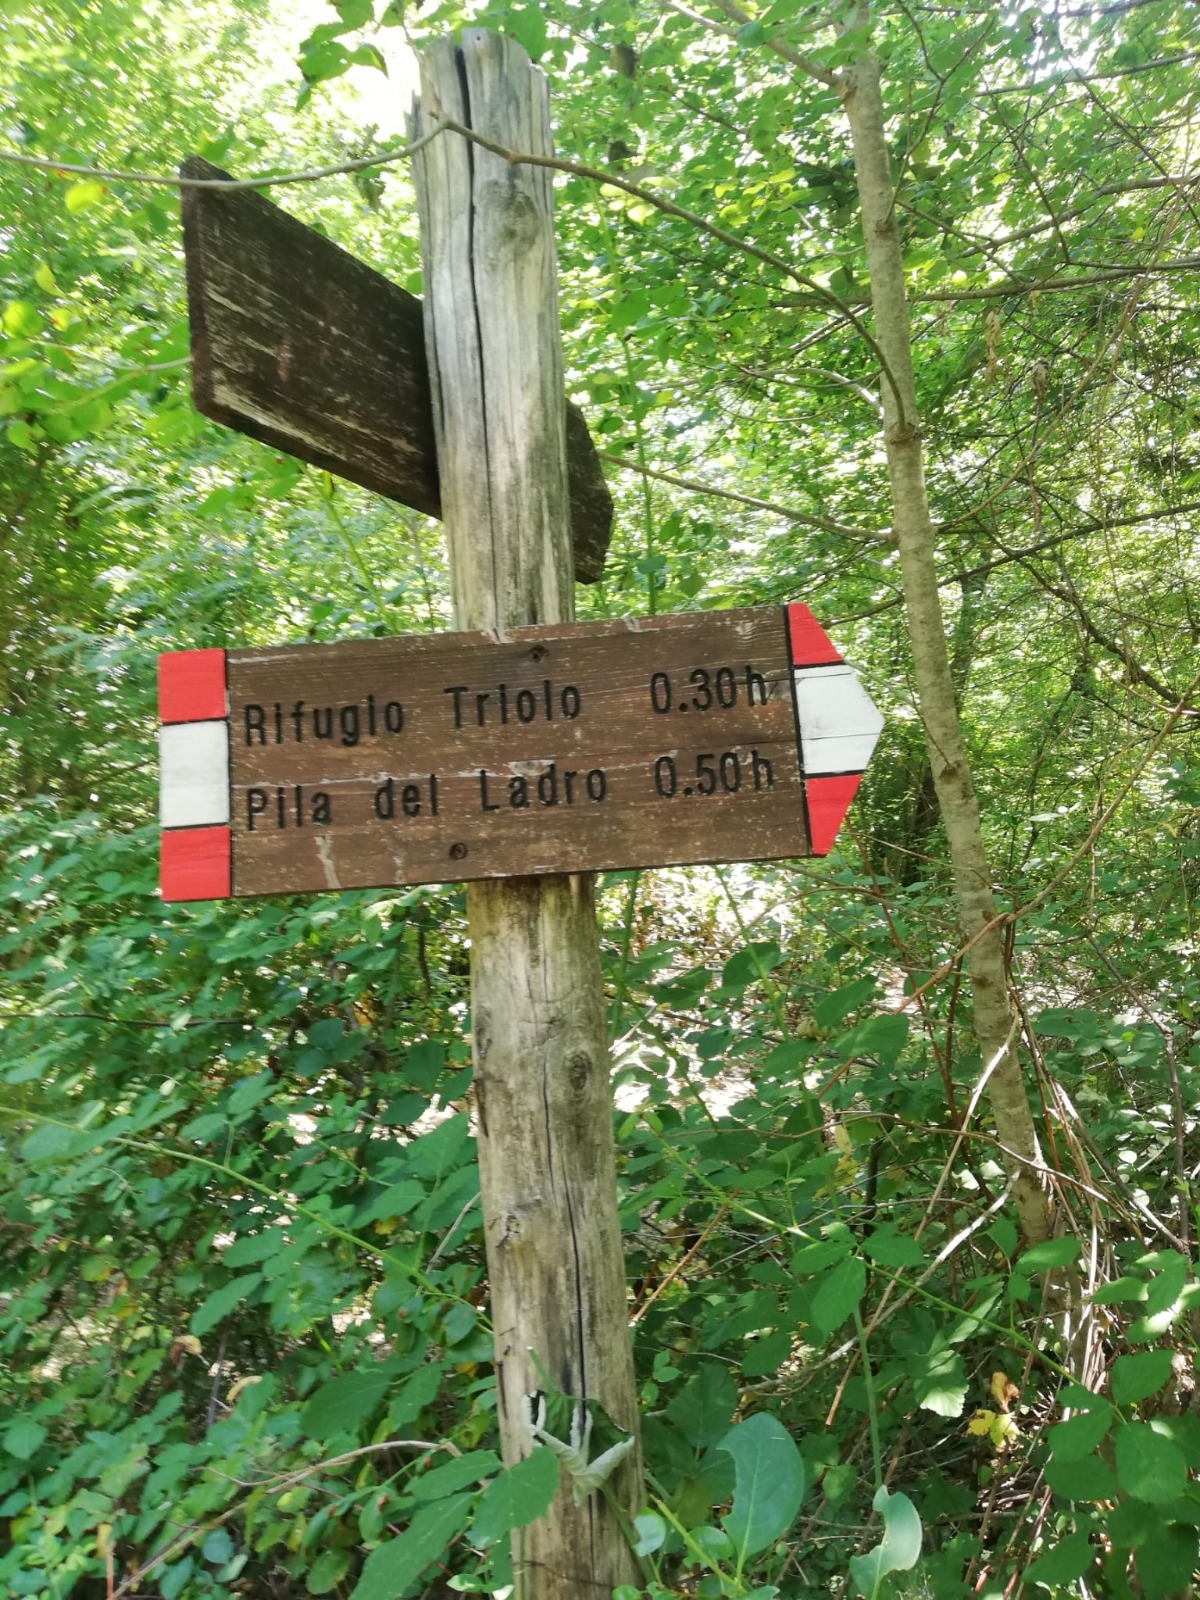 Rifugio Triolo 0.30h
Pila del Ladro 0.50h